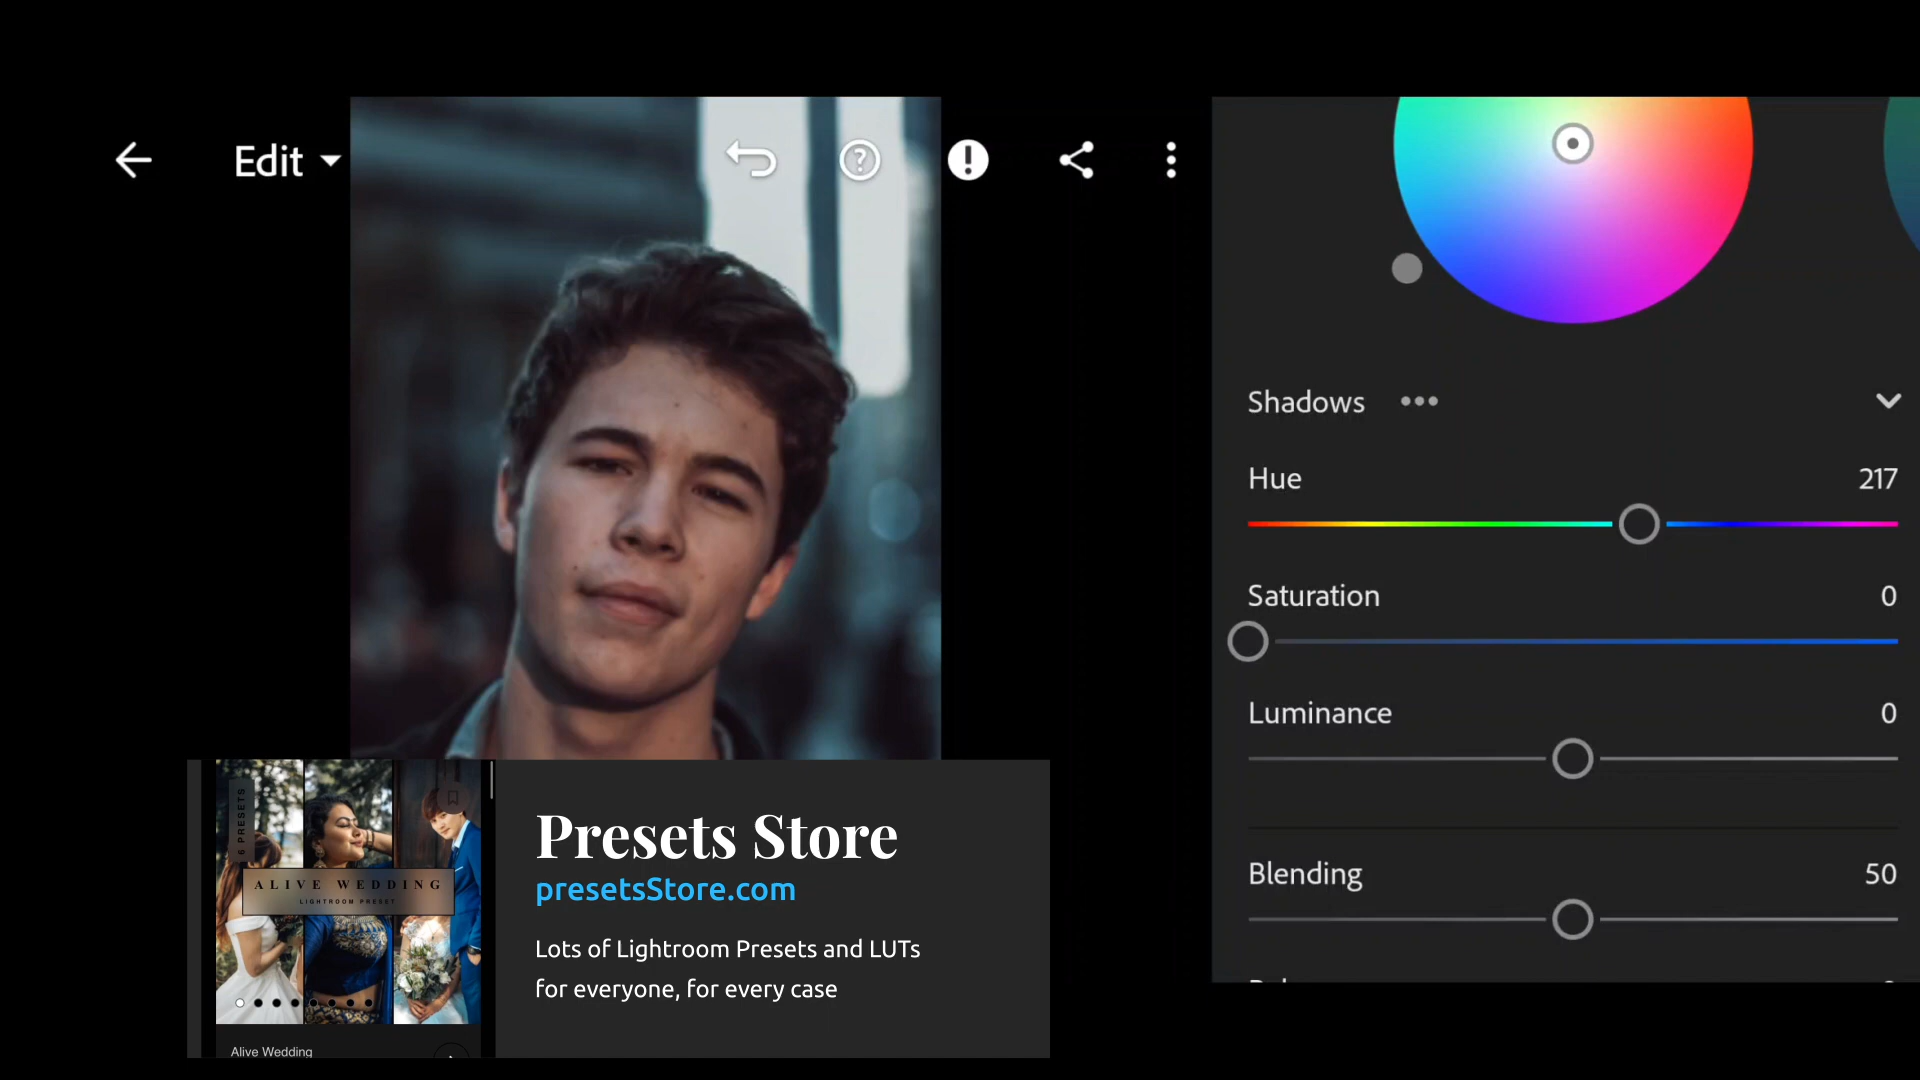 Edit
Shadows
Hue 217
Saturation 0
Luminance 0
Blending 50
6 PRESETS
ALIVE WEDDING
LIGHTROOM PRESET
Alive Wedding
Presets Store
presetsStore.com
Lots of Lightroom Presets and LUTs
for everyone, for every case